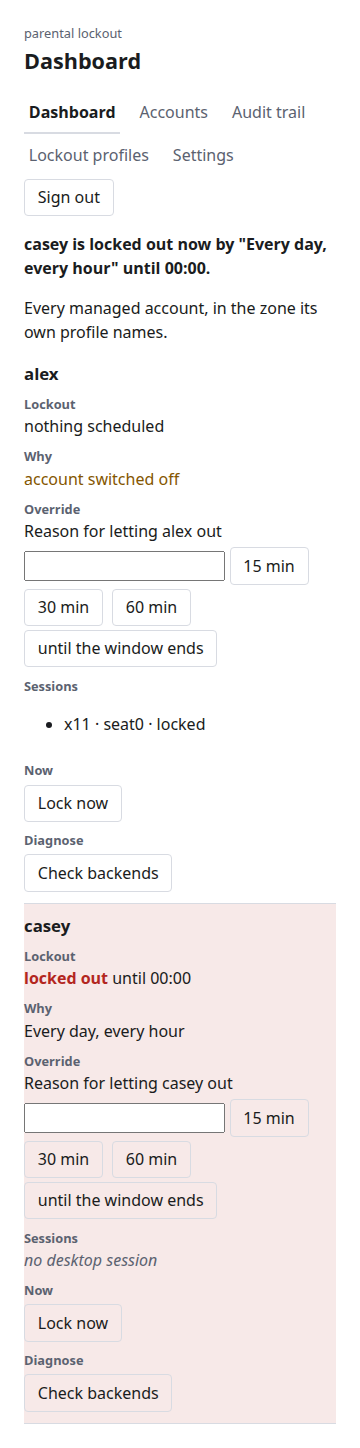 parental lockout
Dashboard
Dashboard Accounts Audit trail
Lockout profiles Settings
Sign out
casey is locked out now by "Every day,
every hour" until 00:00.
Every managed account, in the zone its
own profile names.
alex
Lockout
nothing scheduled
Why
account switched off
Override
Reason for letting alex out
15 min
30 min 60 min
until the window ends
Sessions
• x11 · seat0 · locked
Now
Lock now
Diagnose
Check backends
casey
Lockout
locked out until 00:00
Why
Every day, every hour
Override
Reason for letting casey out
15 min
30 min 60 min
until the window ends
Sessions
no desktop session
Now
Lock now
Diagnose
Check backends